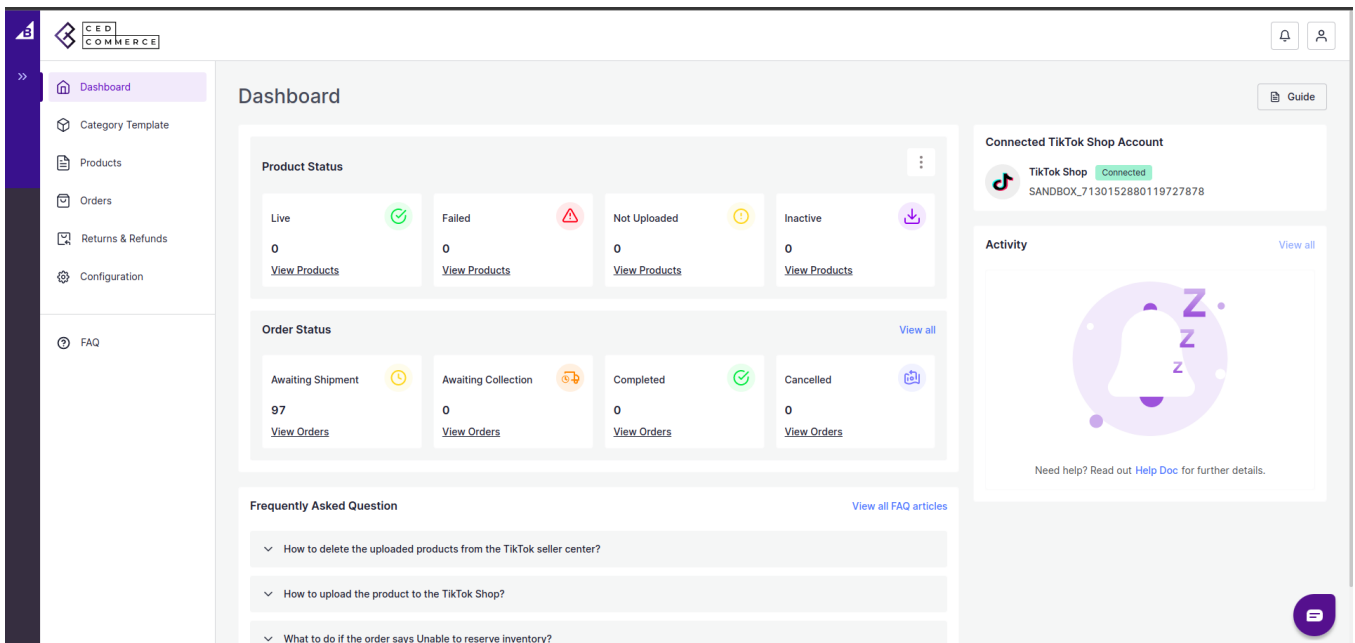 B
CED
COMMERCE
Dashboard
Category Template
Products
Orders
Returns & Refunds
Configuration
FAQ
Dashboard
Guide
Product Status
Live
0
View Products
Failed
0
View Products
Not Uploaded
0
View Products
Inactive
0
View Products
Order Status
View all
Awaiting Shipment
97
View Orders
Awaiting Collection
0
View Orders
Completed
0
View Orders
Cancelled
0
View Orders
Frequently Asked Question
View all FAQ articles
How to delete the uploaded products from the TikTok seller center?
How to upload the product to the TikTok Shop?
What to do if the order says Unable to reserve inventory?
Connected TikTok Shop Account
TikTok Shop Connected
SANDBOX_7130152880119727878
Activity
View all
Z
Z
Z
Need help? Read out Help Doc for further details.